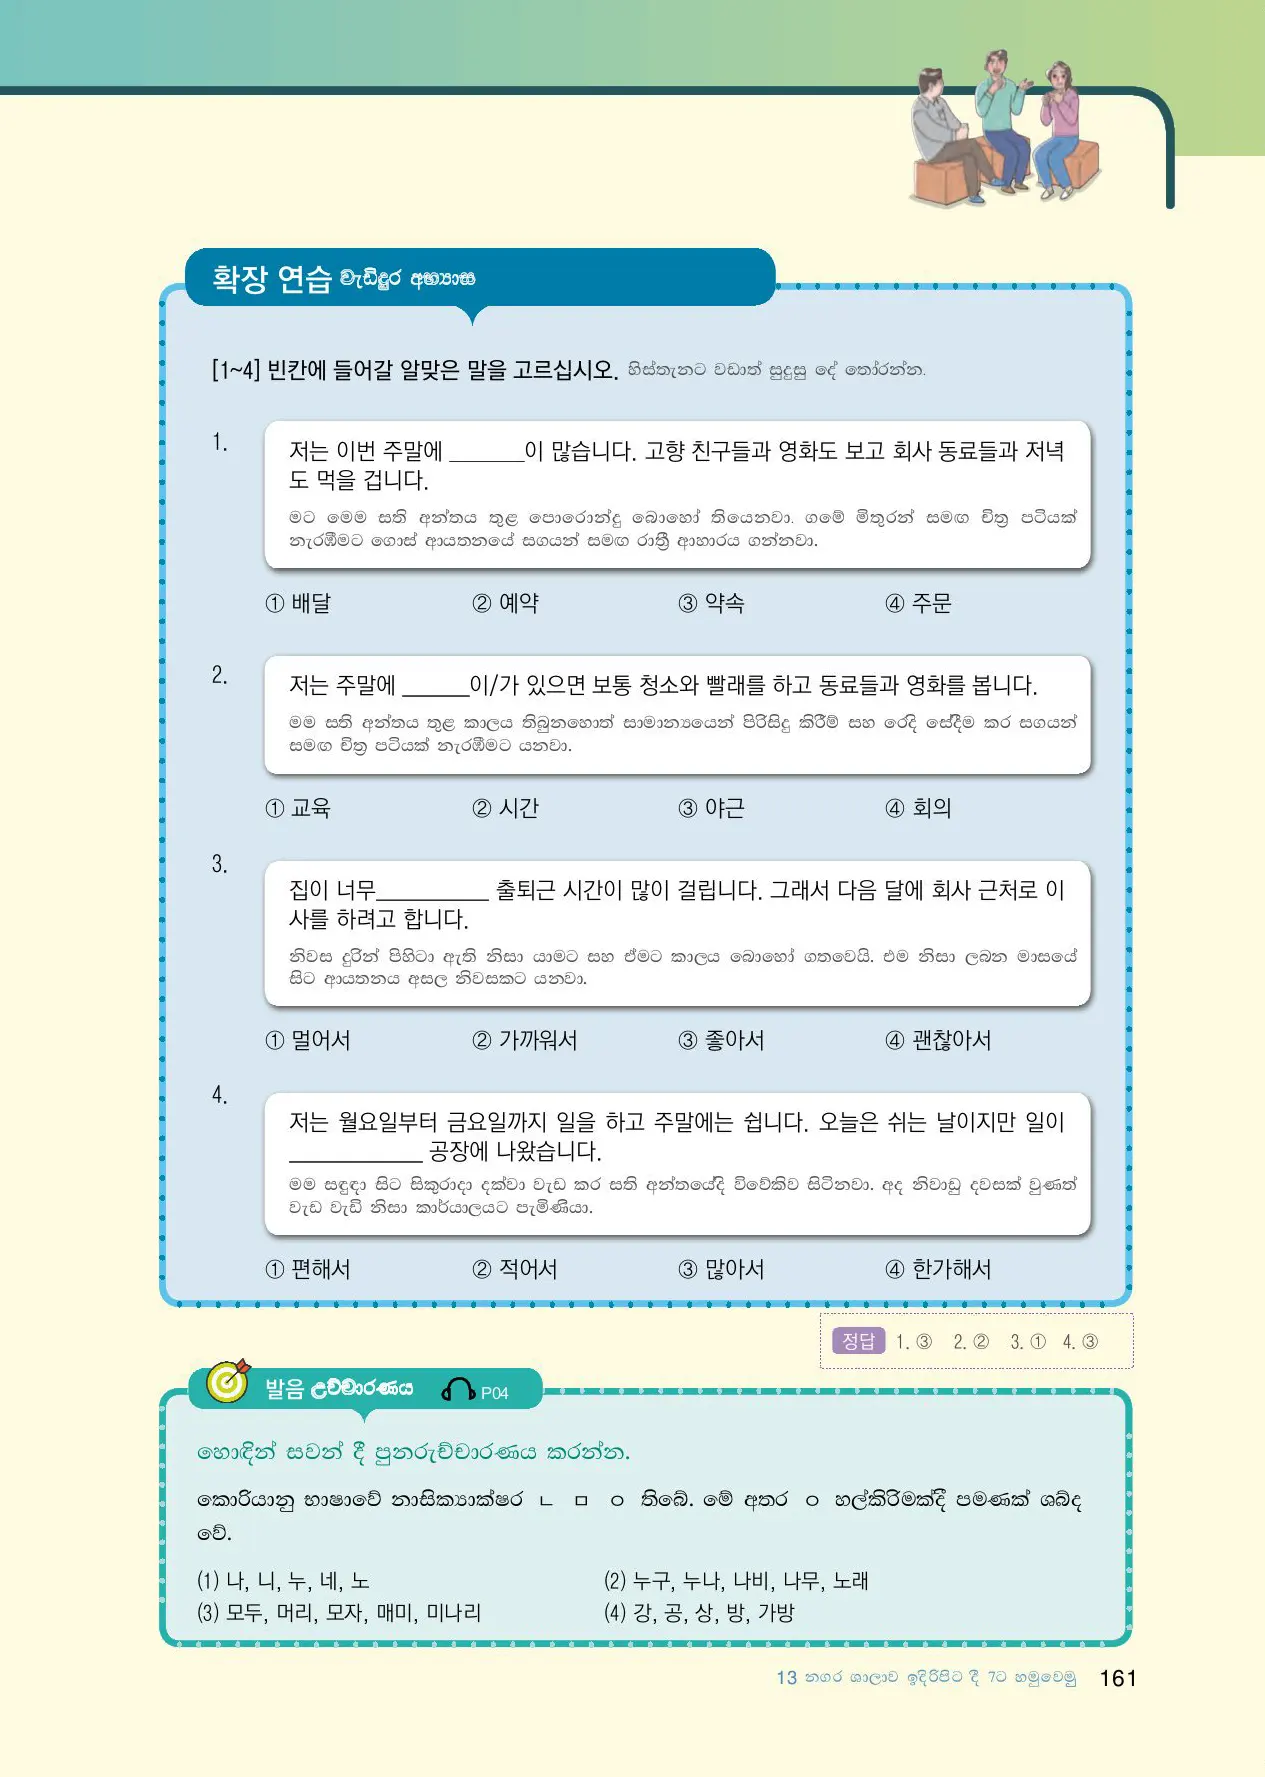 확장 연습 වැඩිදුර අභ්‍යාස
[1~4] 빈칸에 들어갈 알맞은 말을 고르십시오. හිස්තැනට වඩාත් සුදුසු දේ තෝරන්න.
1.
저는 이번 주말에 _______이 많습니다. 고향 친구들과 영화도 보고 회사 동료들과 저녁
도 먹을 겁니다.
මට මෙම සති අන්තය තුළ පොරොන්දු බොහෝ තියෙනවා. ගමේ මිතුරන් සමඟ චිත්‍ර පටියක්
නැරඹීමට ගොස් ආයතනයේ සගයන් සමඟ රාත්‍රී ආහාරය ගන්නවා.
① 배달 ② 예약 ③ 약속 ④ 주문
2.
저는 주말에 ______이/가 있으면 보통 청소와 빨래를 하고 동료들과 영화를 봅니다.
මම සති අන්තය තුළ කාලය තිබුනහොත් සාමාන්‍යයෙන් පිරිසිදු කිරීම් සහ රෙදි සේදීම කර සගයන්
සමඟ චිත්‍ර පටියක් නැරඹීමට යනවා.
① 교육 ② 시간 ③ 야근 ④ 회의
3.
집이 너무__________ 출퇴근 시간이 많이 걸립니다. 그래서 다음 달에 회사 근처로 이
사를 하려고 합니다.
නිවස දුරින් පිහිටා ඇති නිසා යාමට සහ ඒමට කාලය බොහෝ ගතවෙයි. එම නිසා ලබන මාසයේ
සිට ආයතනය අසල නිවසකට යනවා.
① 멀어서 ② 가까워서 ③ 좋아서 ④ 괜찮아서
4.
저는 월요일부터 금요일까지 일을 하고 주말에는 쉽니다. 오늘은 쉬는 날이지만 일이
____________ 공장에 나왔습니다.
මම සඳුදා සිට සිකුරාදා දක්වා වැඩ කර සති අන්තයේදි විවේකිව සිටිනවා. අද නිවාඩු දවසක් වුණත්
වැඩ වැඩි නිසා කාර්යාලයට පැමිණියා.
① 편해서 ② 적어서 ③ 많아서 ④ 한가해서
정답 1. ③ 2. ② 3. ① 4. ③
발음 උච්චාරණය P04
හොඳින් සවන් දී පුනරුච්චාරණය කරන්න.
කොරියානු භාෂාවේ නාසික්‍යාක්ෂර ㄴ ㅁ ㅇ තිබේ. මේ අතර ㅇ හල්කිරිමක්දී පමණක් ශබ්ද
වේ.
(1) 나, 니, 누, 네, 노 (2) 누구, 누나, 나비, 나무, 노래
(3) 모두, 머리, 모자, 매미, 미나리 (4) 강, 공, 상, 방, 가방
13 නගර ශාලාව ඉදිරිපිට දී 7ට හමුවෙමු 161